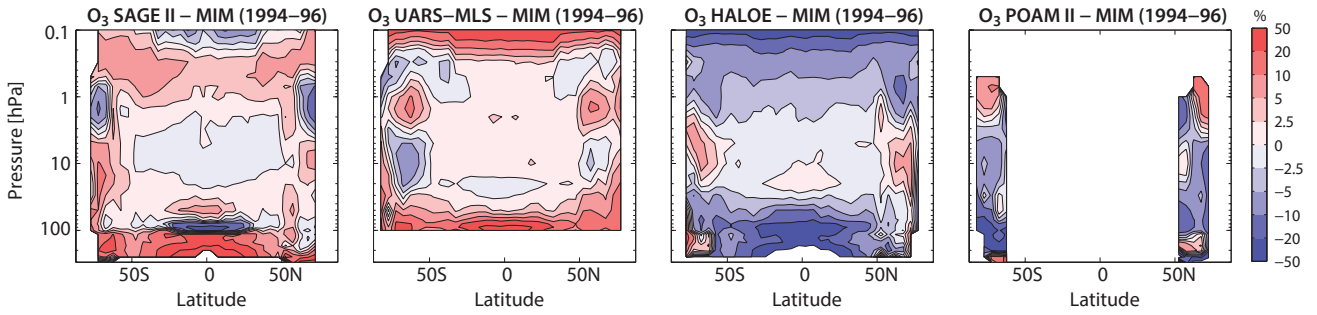 O₃ SAGE II – MIM (1994–96)
O₃ UARS–MLS – MIM (1994–96)
O₃ HALOE – MIM (1994–96)
O₃ POAM II – MIM (1994–96)
%
Pressure [hPa]
0.1
1
10
100
50
20
10
5
2.5
0
−2.5
−5
−10
−20
−50
50S 0 50N
50S 0 50N
50S 0 50N
50S 0 50N
Latitude
Latitude
Latitude
Latitude